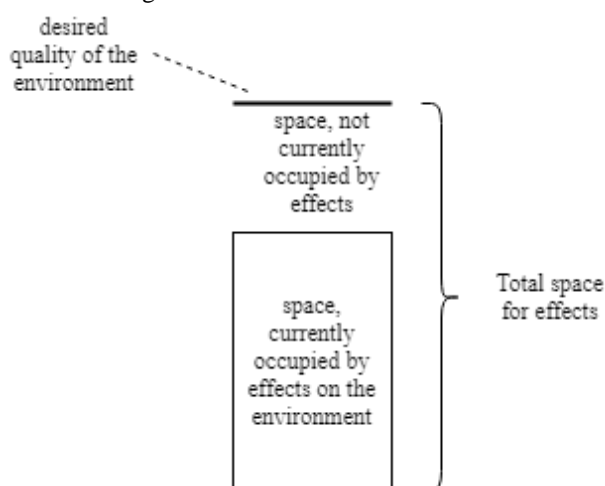 desired
quality of the
environment
space, not
currently
occupied by
effects
space,
currently
occupied by
effects on the
environment
Total space
for effects